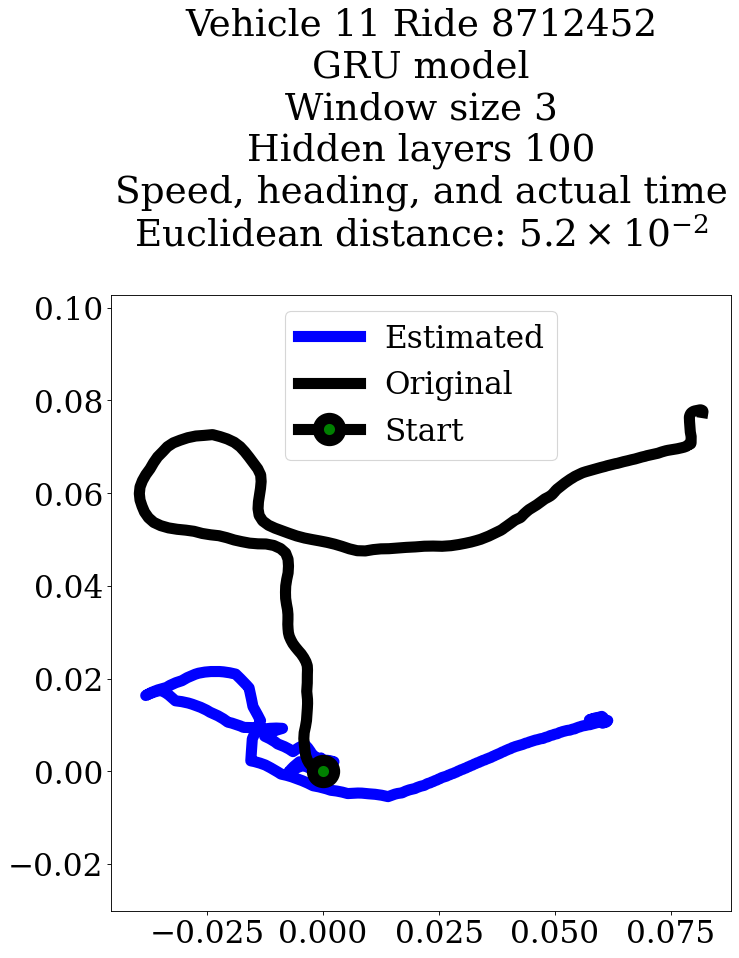 Vehicle 11 Ride 8712452
GRU model
Window size 3
Hidden layers 100
Speed, heading, and actual time
Euclidean distance: 5.2 × 10⁻²
Estimated
Original
Start
0.10
0.08
0.06
0.04
0.02
0.00
−0.02
−0.025 0.000 0.025 0.050 0.075